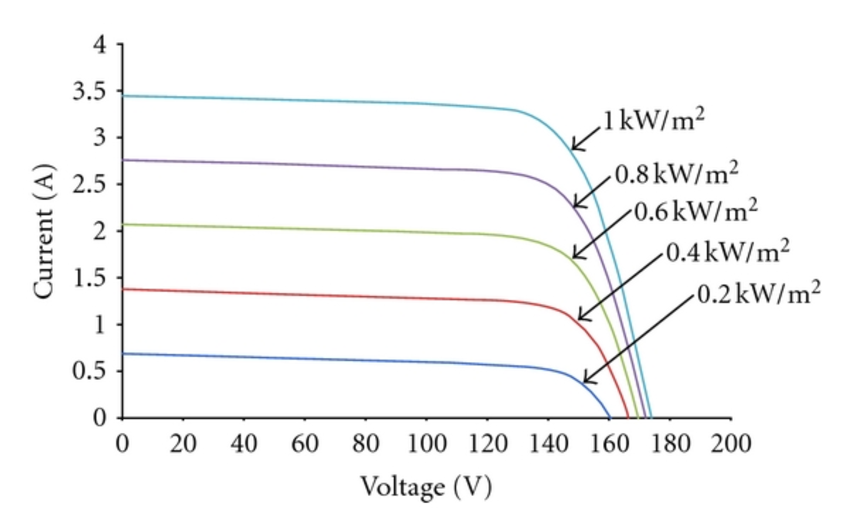 4
3.5
3
2.5
2
1.5
1
0.5
0
Current (A)
1 kW/m²
0.8 kW/m²
0.6 kW/m²
0.4 kW/m²
0.2 kW/m²
0 20 40 60 80 100 120 140 160 180 200
Voltage (V)